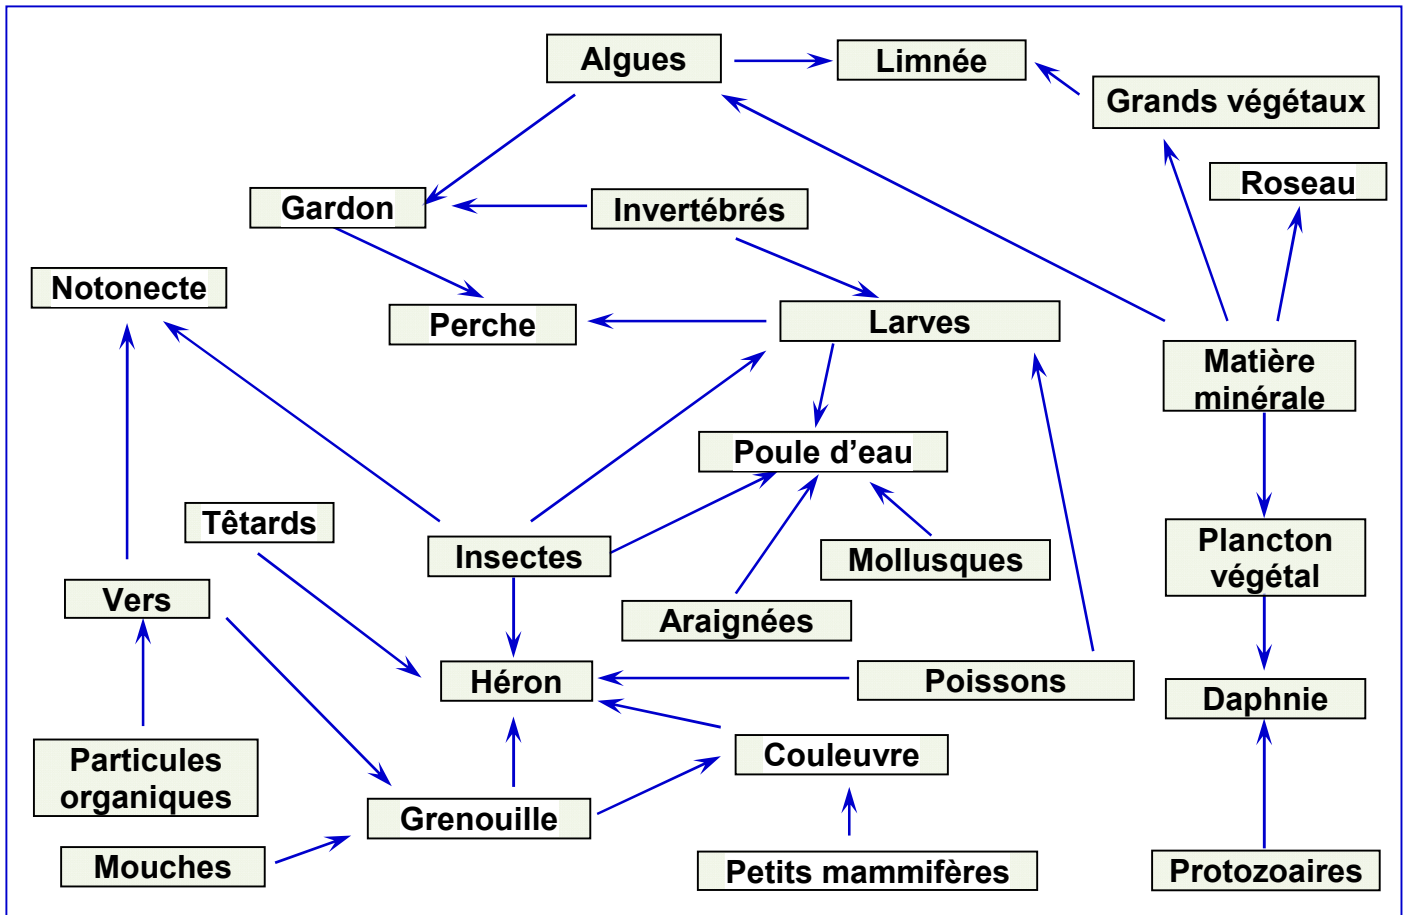 Algues
Limnée
Grands végétaux
Roseau
Gardon
Invertébrés
Notonecte
Perche
Larves
Matière
minérale
Poule d’eau
Têtards
Insectes
Mollusques
Plancton
végétal
Vers
Araignées
Héron
Poissons
Daphnie
Particules
organiques
Couleuvre
Grenouille
Mouches
Petits mammifères
Protozoaires